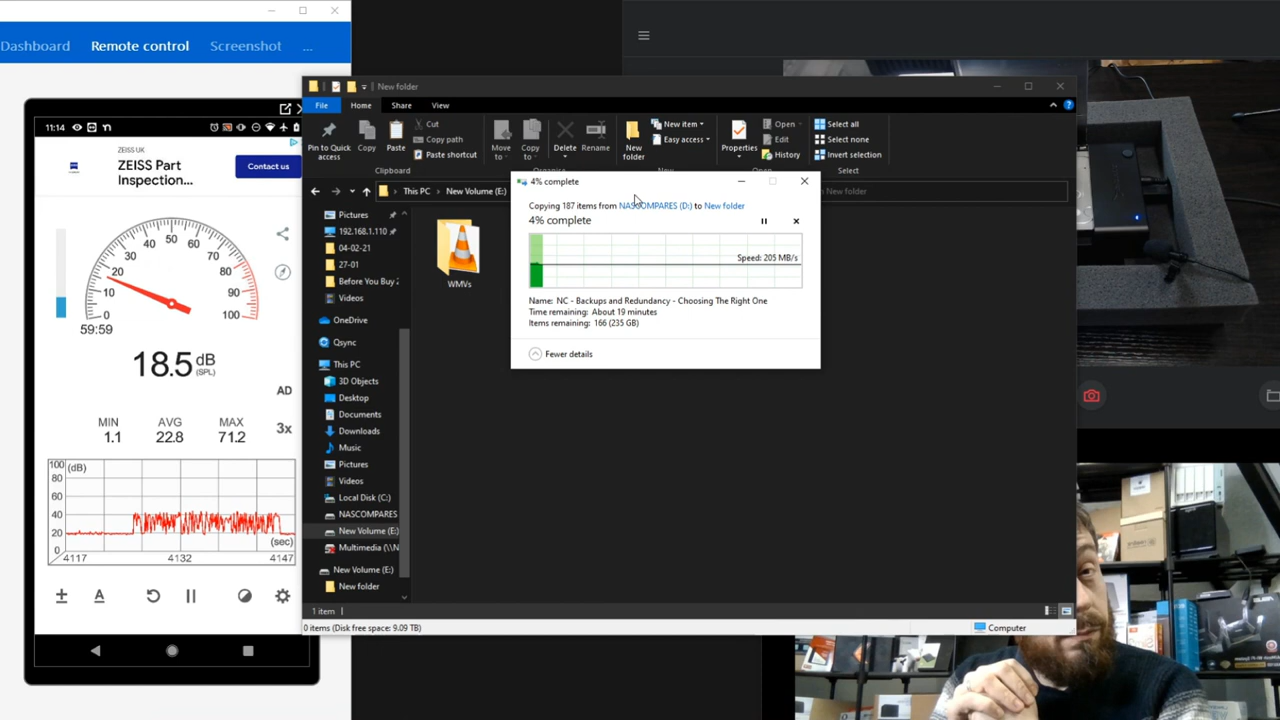 Dashboard Remote control Screenshot ...
11:14
ZEISS UK
ZEISS Part
Inspection...
Contact us
0
10
20
30
40
50
60
70
80
90
100
59:59
18.5 dB
(SPL)
AD
3x
MIN AVG MAX
1.1 22.8 71.2
100 (dB)
80
60
40
20
0
(sec)
4117 4132 4147
New folder
File Home Share View
Pin to Quick
access
Copy
Paste
Cut
Copy path
Paste shortcut
Clipboard
Move
to
Copy
to
Delete
Rename
New
folder
New item
Easy access
Properties
Open
Edit
History
Select all
Select none
Invert selection
Select
This PC New Volume (E:)
New folder
Pictures
192.168.1.110
04-02-21
27-01
Before You Buy 2
Videos
OneDrive
Qsync
This PC
3D Objects
Desktop
Documents
Downloads
Music
Pictures
Videos
Local Disk (C:)
NASCOMPARES
New Volume (E:)
Multimedia (\\N
New Volume (E:)
New folder
WMVs
4% complete
Copying 187 items from NASCOMPARES (D:) to New folder
4% complete
Speed: 205 MB/s
Name: NC - Backups and Redundancy - Choosing The Right One
Time remaining: About 19 minutes
Items remaining: 166 (235 GB)
Fewer details
1 item
0 items (Disk free space: 9.09 TB)
Computer